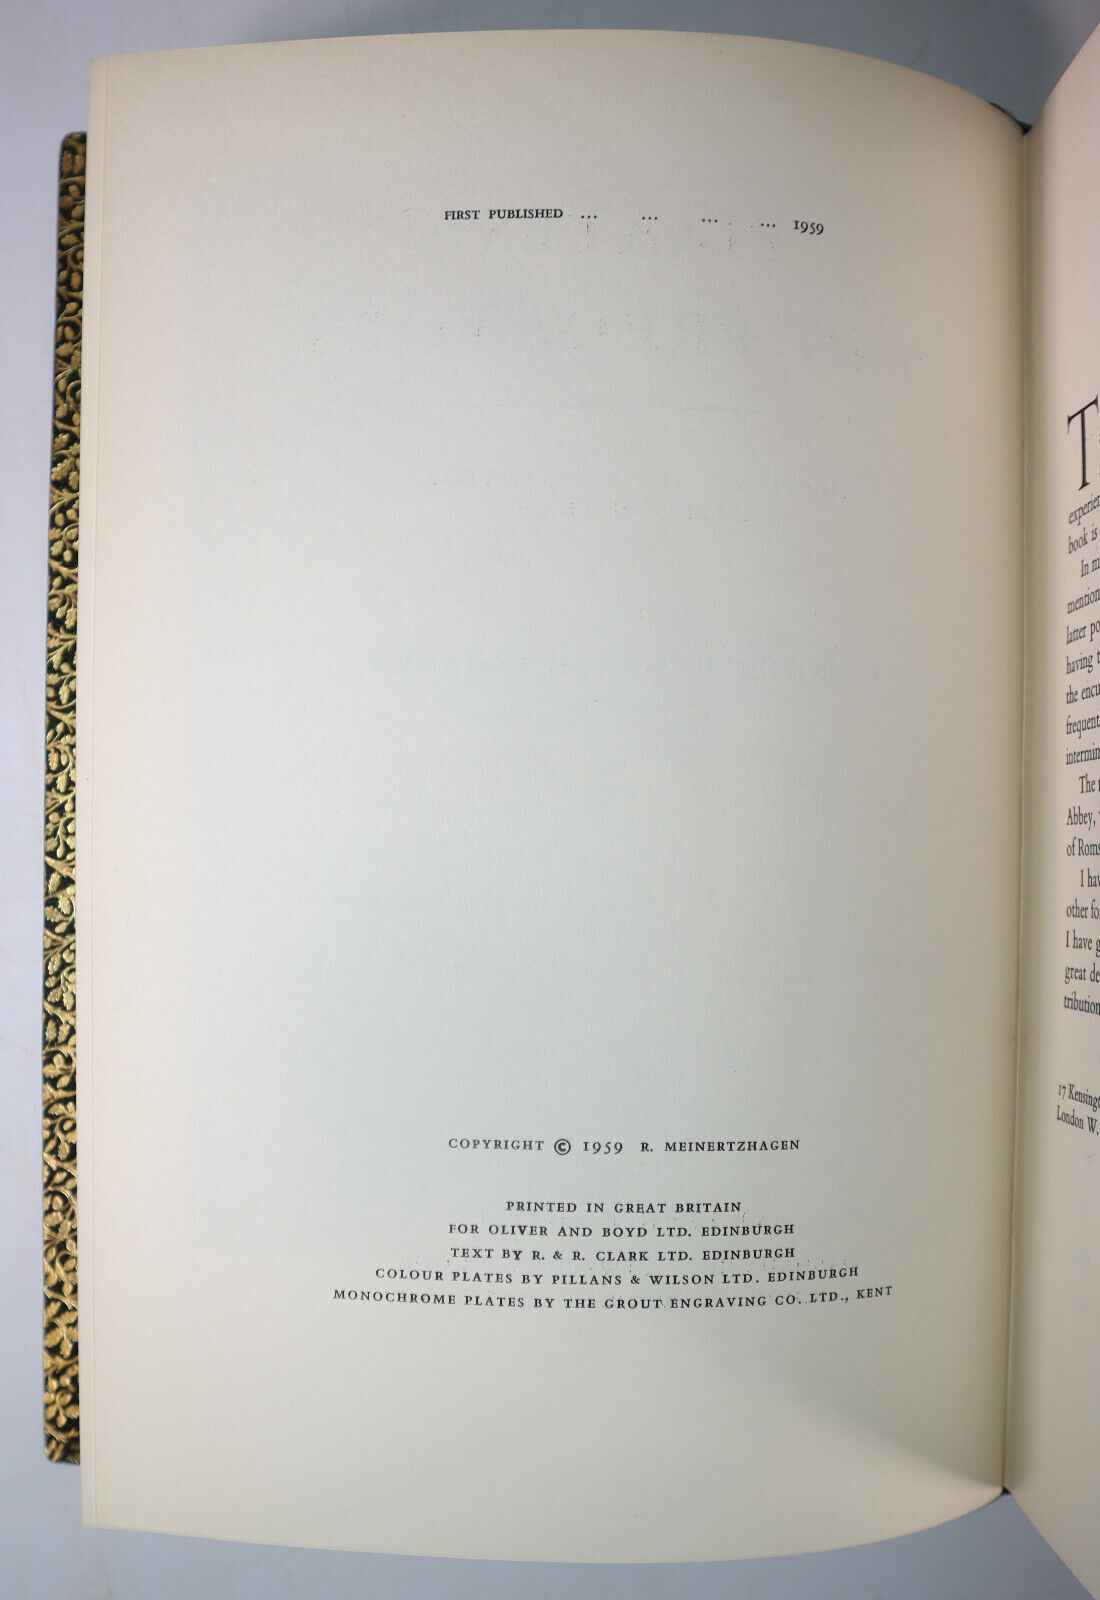 FIRST PUBLISHED ... ... ... ... 1959
COPYRIGHT © 1959 R. MEINERTZHAGEN
PRINTED IN GREAT BRITAIN
FOR OLIVER AND BOYD LTD. EDINBURGH
TEXT BY R. & R. CLARK LTD. EDINBURGH
COLOUR PLATES BY PILLANS & WILSON LTD. EDINBURGH
MONOCHROME PLATES BY THE GROUT ENGRAVING CO. LTD., KENT
T
book is
In m
latter po
having t
the encu
frequent
intermin
The
Abbey,
of Roms
I hav
other fo
I have g
great de
tribution
17 Kensingt
London W.